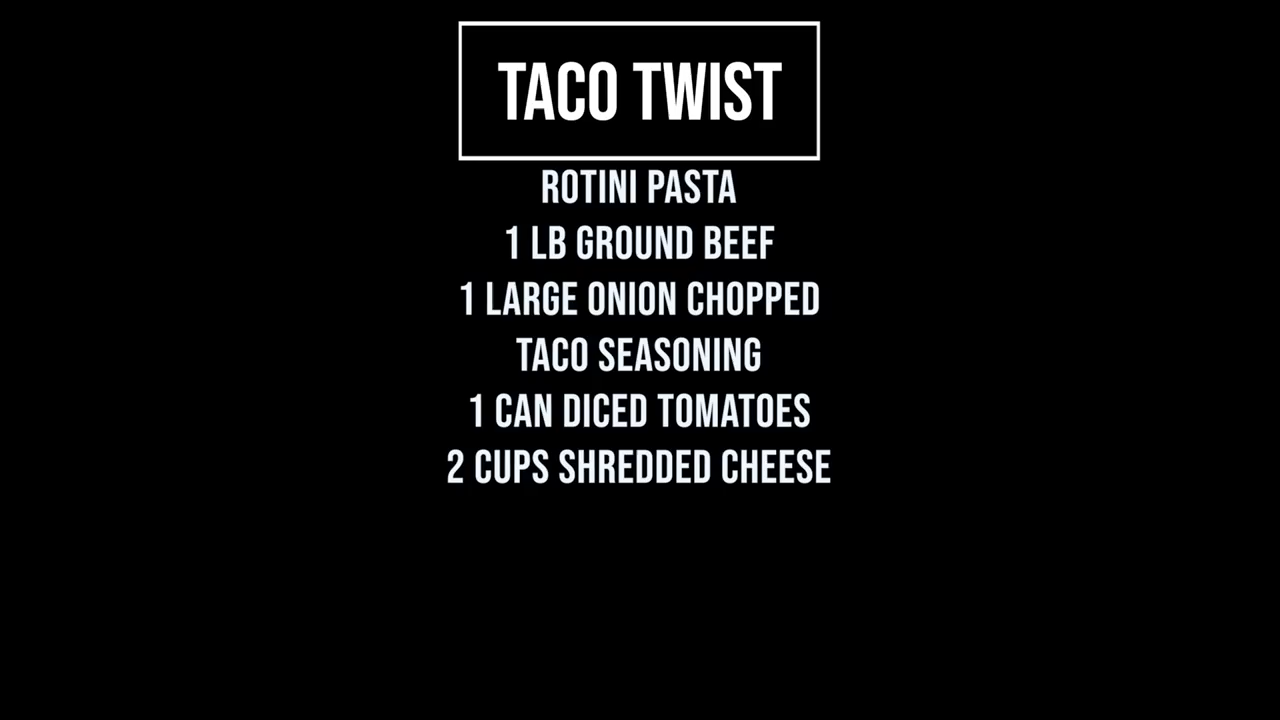 TACO TWIST
ROTINI PASTA
1 LB GROUND BEEF
1 LARGE ONION CHOPPED
TACO SEASONING
1 CAN DICED TOMATOES
2 CUPS SHREDDED CHEESE